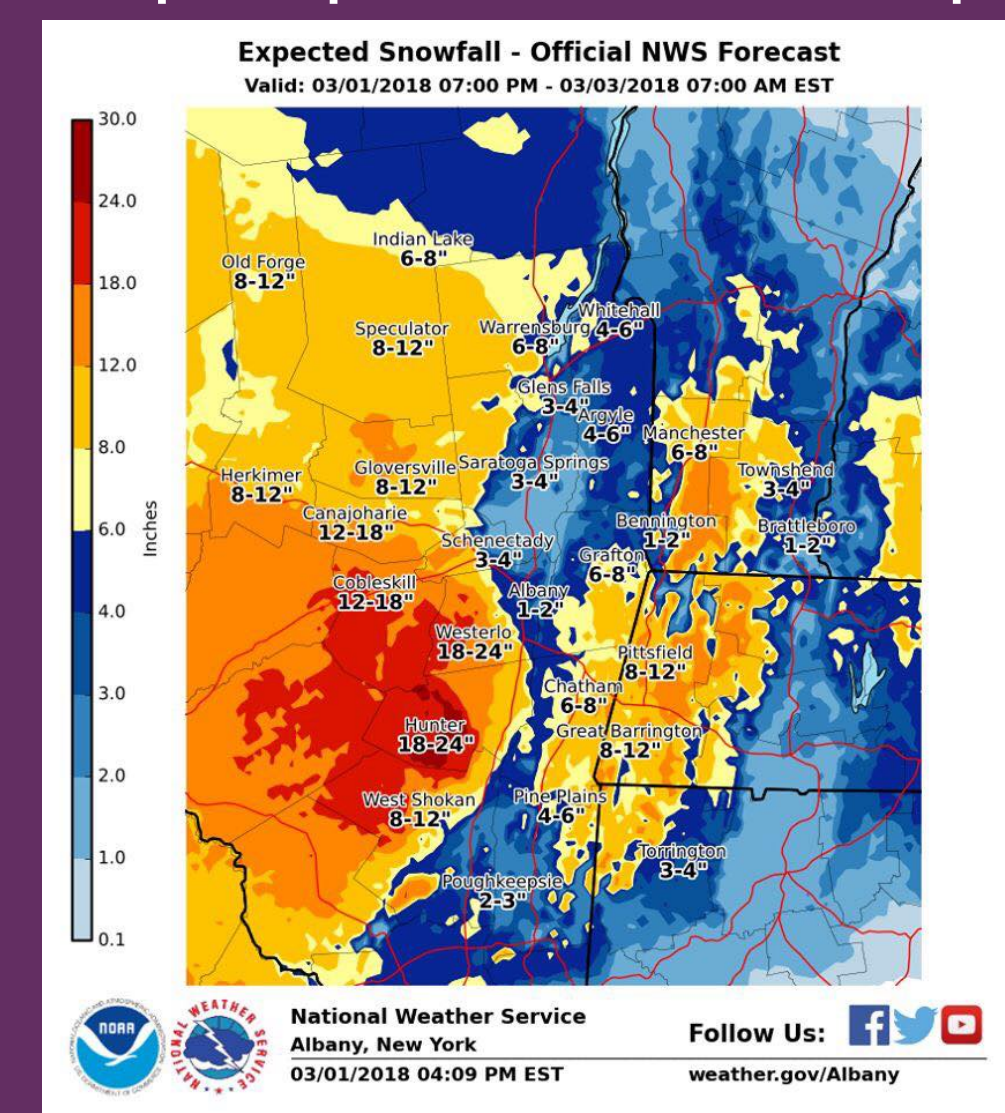 Expected Snowfall - Official NWS Forecast
Valid: 03/01/2018 07:00 PM - 03/03/2018 07:00 AM EST
30.0
24.0
18.0
12.0
8.0
6.0
4.0
3.0
2.0
1.0
0.1
Inches
Indian Lake
6-8"
Old Forge
8-12"
Whitehall
4-6"
Speculator
8-12"
Warrensburg
6-8"
Glens Falls
3-4"
Argyle
4-6"
Manchester
6-8"
Herkimer
8-12"
Gloversville
8-12"
Saratoga Springs
3-4"
Townshend
3-4"
Canajoharie
12-18"
Bennington
1-2"
Brattleboro
1-2"
Schenectady
3-4"
Grafton
6-8"
Cobleskill
12-18"
Albany
1-2"
Westerlo
18-24"
Pittsfield
8-12"
Chatham
6-8"
Hunter
18-24"
Great Barrington
8-12"
West Shokan
8-12"
Pine Plains
4-6"
Torrington
3-4"
Poughkeepsie
2-3"
NOAA
NATIONAL WEATHER SERVICE
National Weather Service
Albany, New York
03/01/2018 04:09 PM EST
Follow Us:
weather.gov/Albany